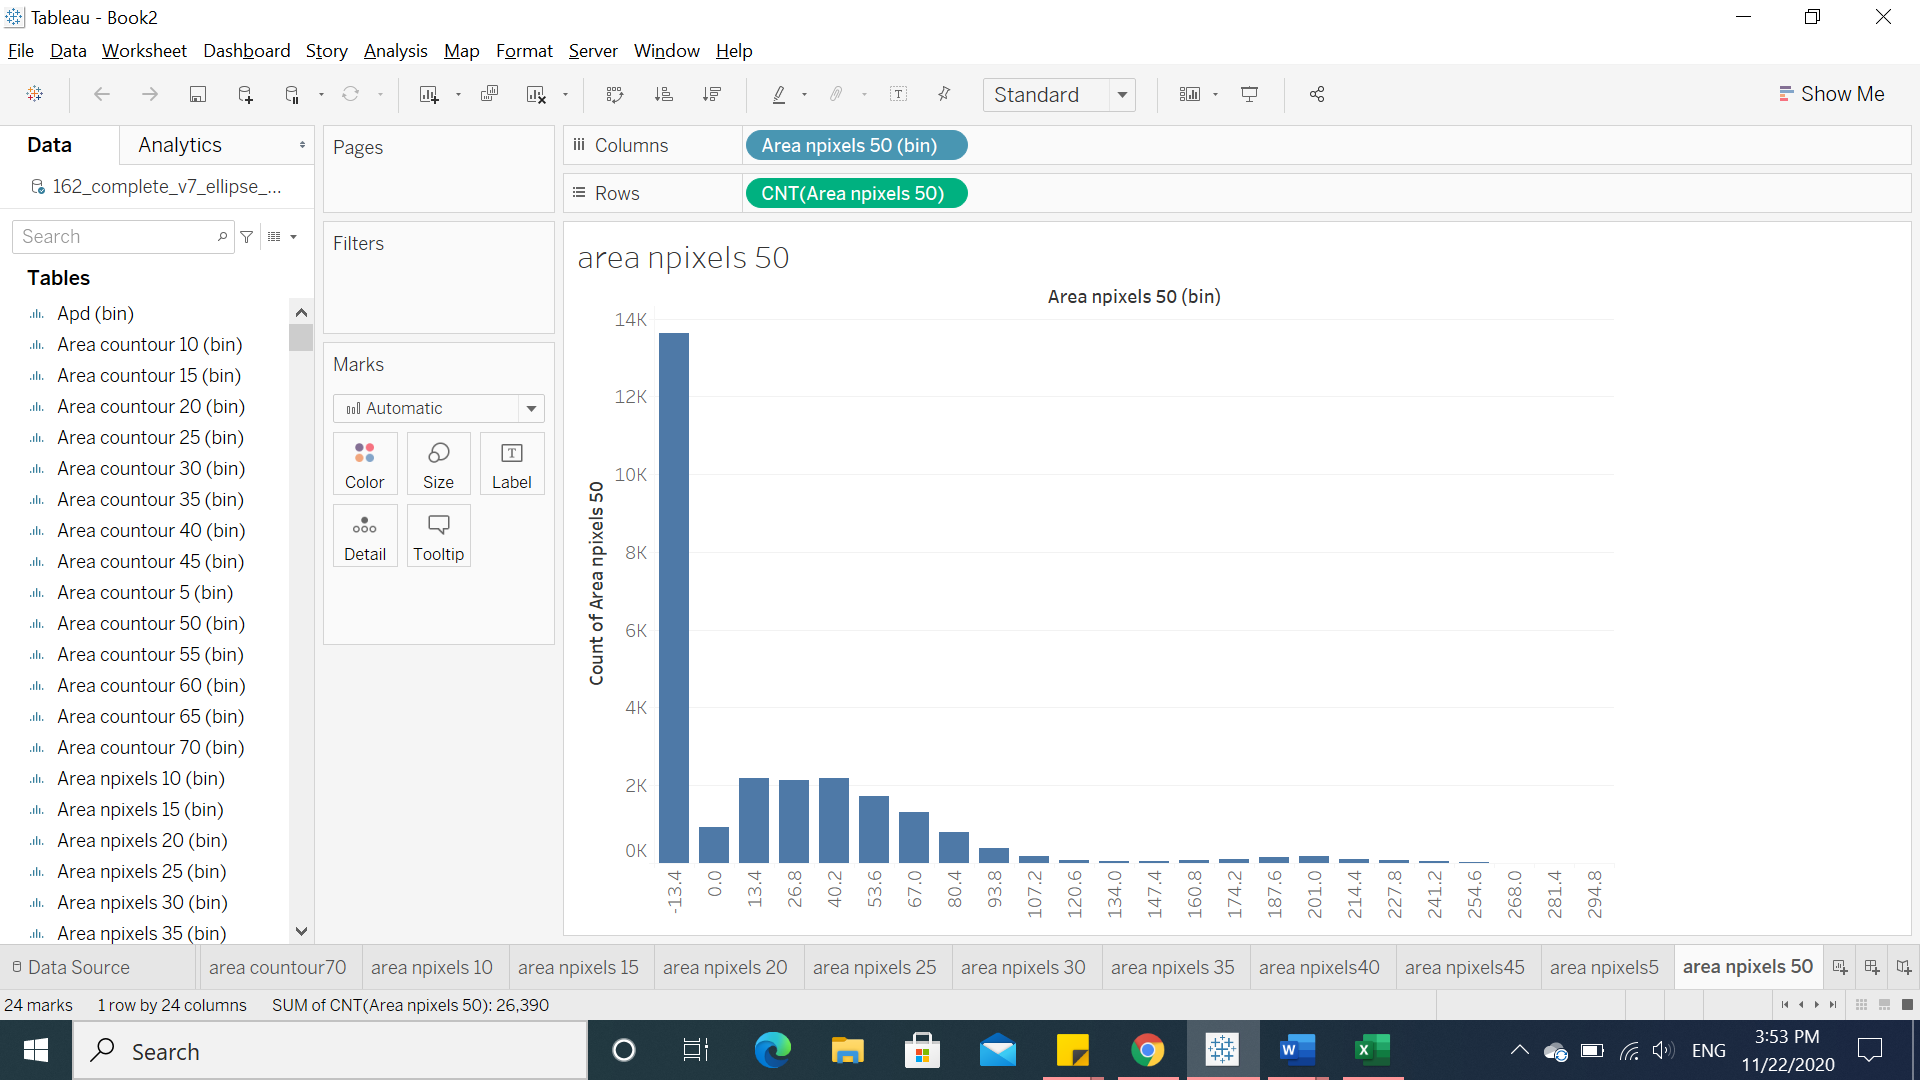 Tableau - Book2
File Data Worksheet Dashboard Story Analysis Map Format Server Window Help
Standard
Show Me
Data Analytics
162_complete_v7_ellipse_...
Search
Tables
Apd (bin)
Area countour 10 (bin)
Area countour 15 (bin)
Area countour 20 (bin)
Area countour 25 (bin)
Area countour 30 (bin)
Area countour 35 (bin)
Area countour 40 (bin)
Area countour 45 (bin)
Area countour 5 (bin)
Area countour 50 (bin)
Area countour 55 (bin)
Area countour 60 (bin)
Area countour 65 (bin)
Area countour 70 (bin)
Area npixels 10 (bin)
Area npixels 15 (bin)
Area npixels 20 (bin)
Area npixels 25 (bin)
Area npixels 30 (bin)
Area npixels 35 (bin)
Pages
Filters
Marks
Automatic
Color Size Label
Detail Tooltip
Columns Area npixels 50 (bin)
Rows CNT(Area npixels 50)
area npixels 50
Area npixels 50 (bin)
Count of Area npixels 50
14K
12K
10K
8K
6K
4K
2K
0K
-13.4 0.0 13.4 26.8 40.2 53.6 67.0 80.4 93.8 107.2 120.6 134.0 147.4 160.8 174.2 187.6 201.0 214.4 227.8 241.2 254.6 268.0 281.4 294.8
Data Source area countour70 area npixels 10 area npixels 15 area npixels 20 area npixels 25 area npixels 30 area npixels 35 area npixels40 area npixels45 area npixels5 area npixels 50
24 marks 1 row by 24 columns SUM of CNT(Area npixels 50): 26,390
Search
ENG
3:53 PM
11/22/2020